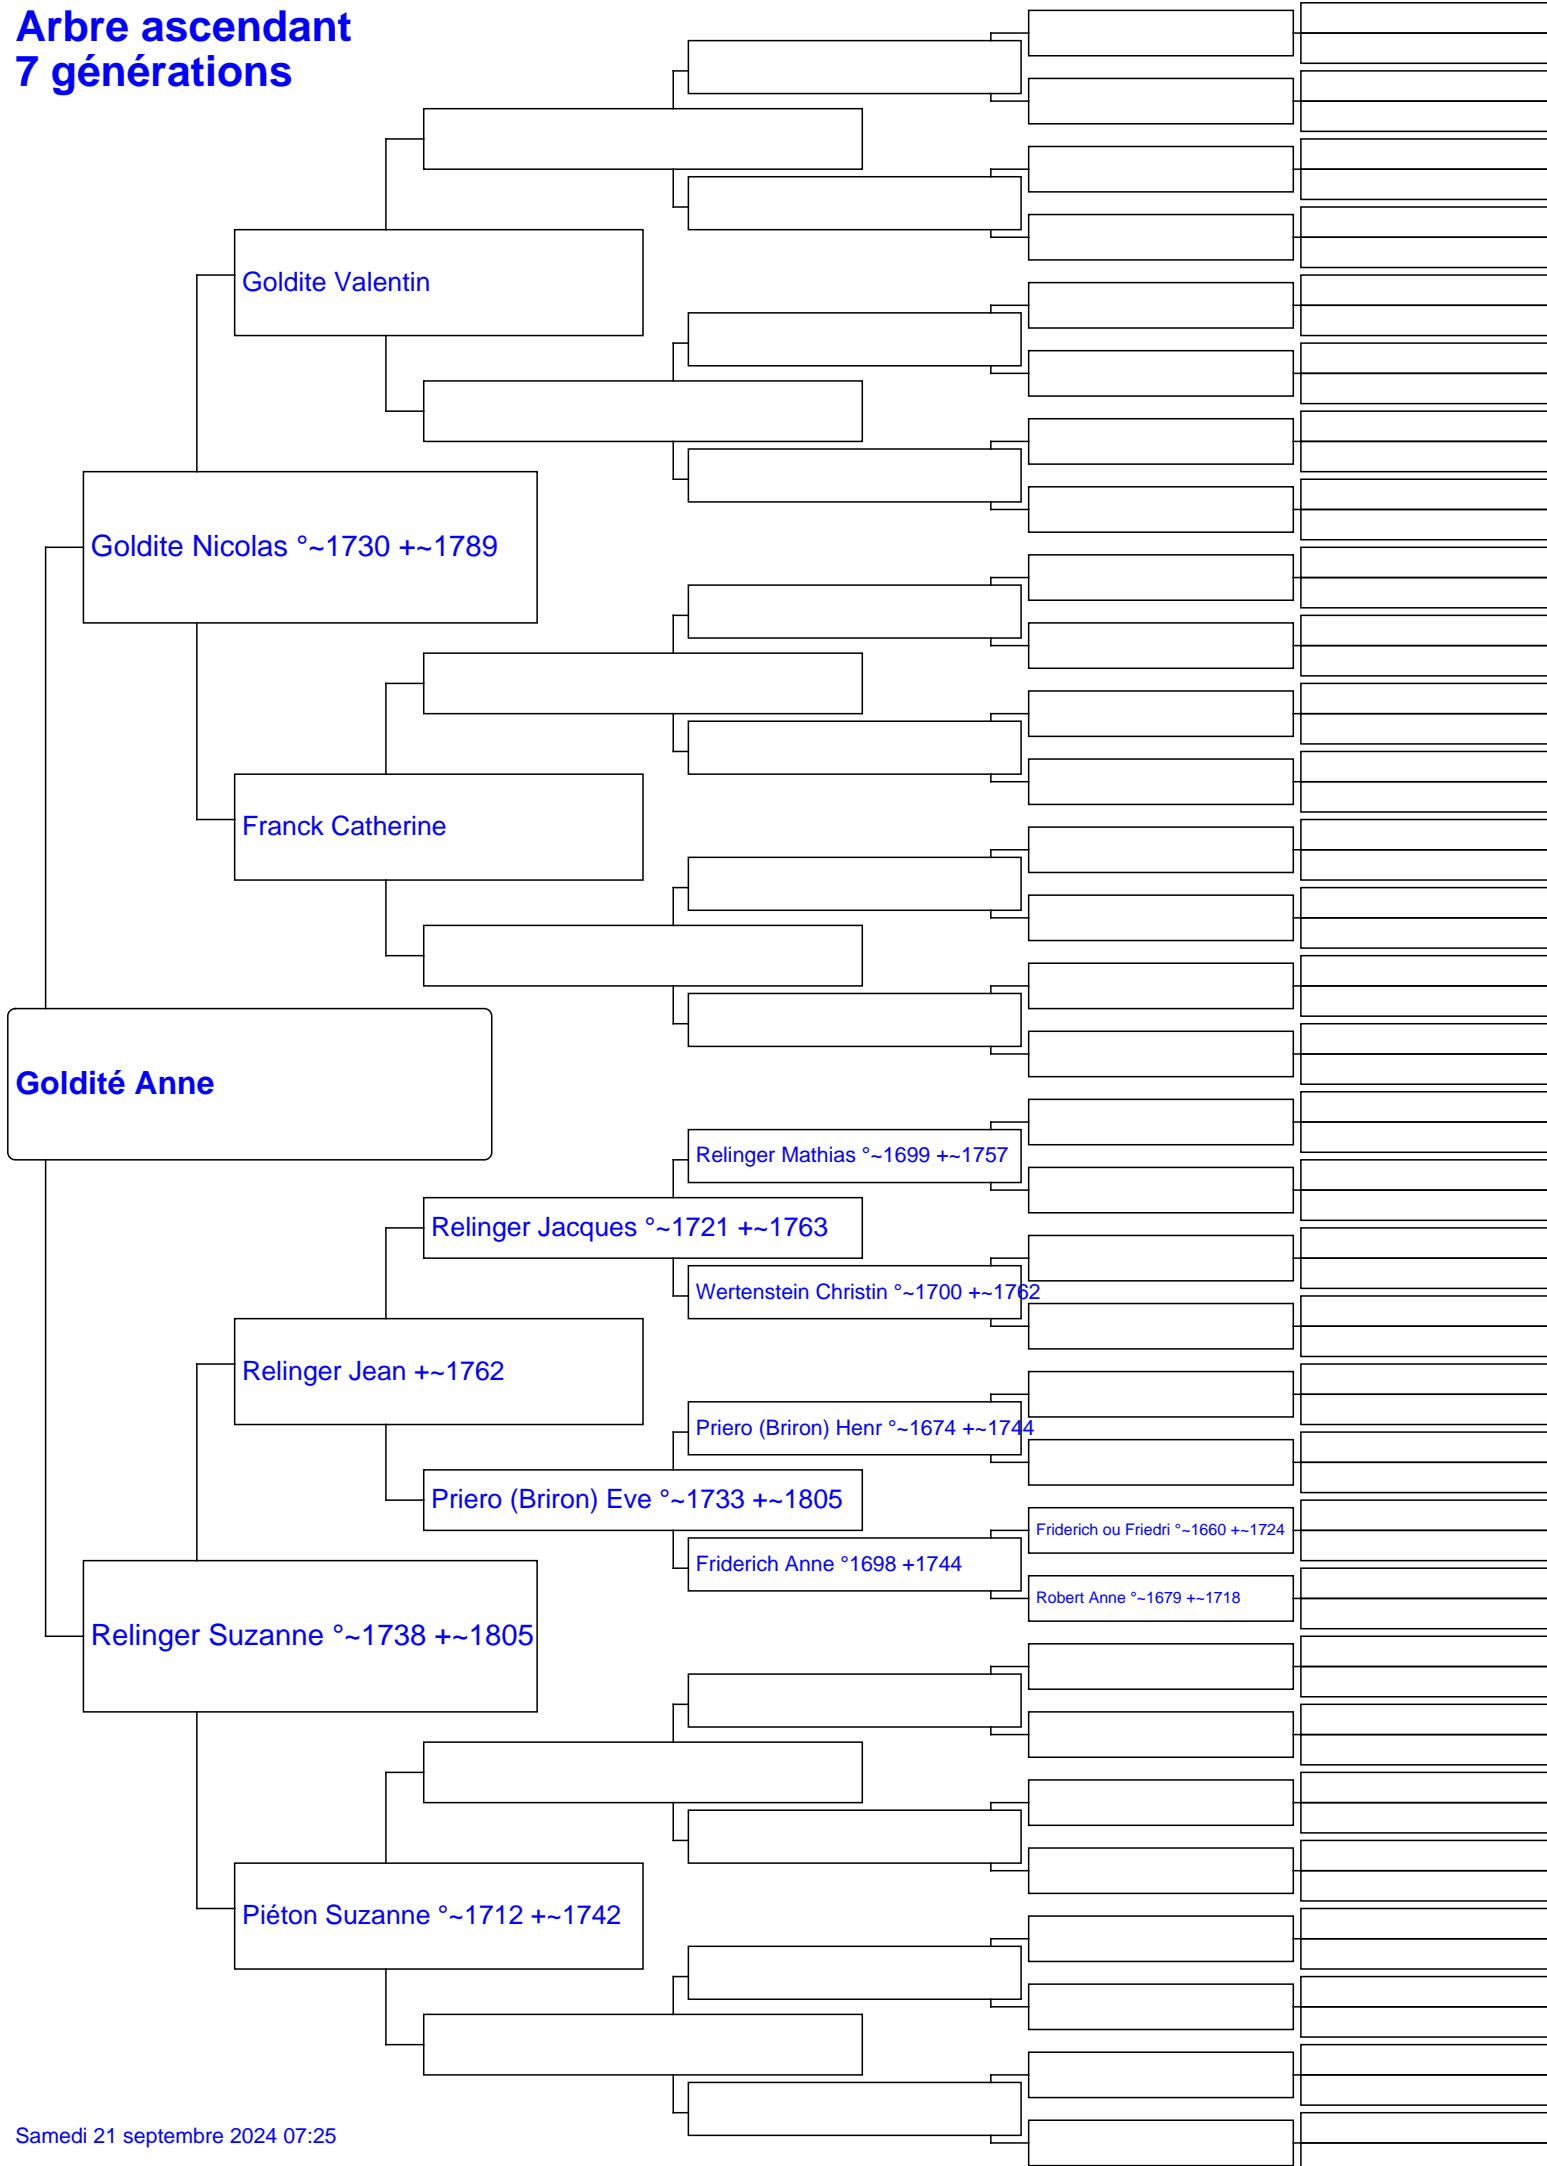 Arbre ascendant
7 générations
Goldite Valentin
Goldite Nicolas °~1730 +~1789
Franck Catherine
Goldité Anne
Relinger Mathias °~1699 +~1757
Relinger Jacques °~1721 +~1763
Wertenstein Christin °~1700 +~1762
Relinger Jean +~1762
Priero (Briron) Henr °~1674 +~1744
Priero (Briron) Eve °~1733 +~1805
Friderich ou Friedri °~1660 +~1724
Friderich Anne °1698 +1744
Robert Anne °~1679 +~1718
Relinger Suzanne °~1738 +~1805
Piéton Suzanne °~1712 +~1742
Samedi 21 septembre 2024 07:25